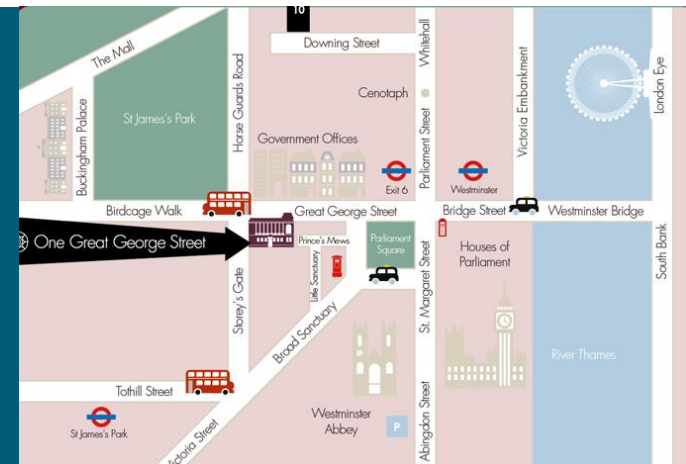 10
Downing Street
The Mall
Whitehall
Horse Guards Road
Victoria Embankment
London Eye
Cenotaph
St James's Park
Buckingham Palace
Government Offices
Parliament Street
Exit 6
Westminster
Birdcage Walk
Great George Street
Bridge Street
Westminster Bridge
One Great George Street
Prince's Mews
Parliament
Square
Houses of
Parliament
Little Sanctuary
Storey's Gate
St. Margaret Street
South Bank
Broad Sanctuary
River Thames
Tothill Street
Westminster
Abbey
P
Abingdon Street
St James's Park
Victoria Street